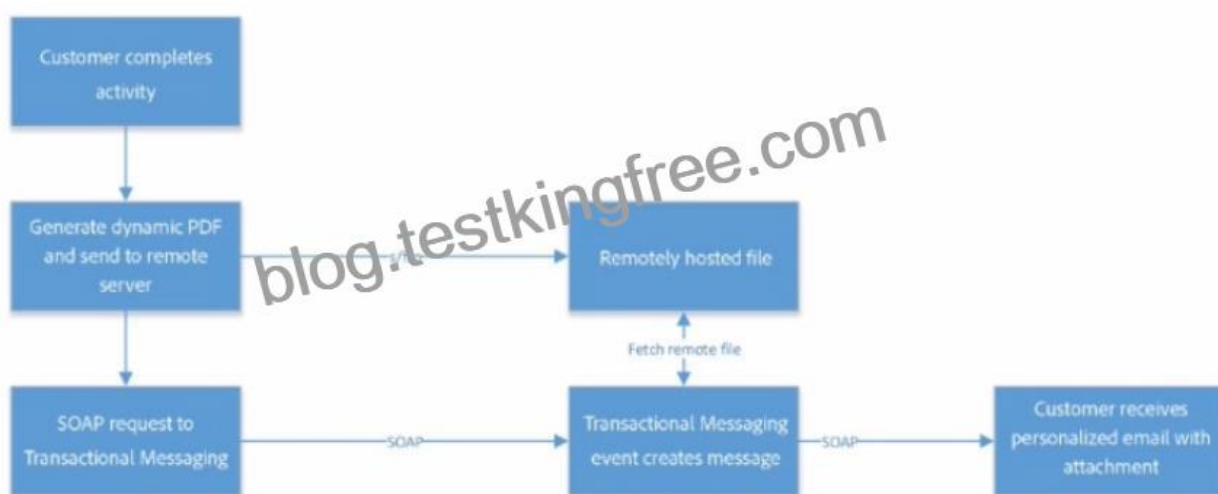 Customer completes
activity
Generate dynamic PDF
and send to remote
server
Remotely hosted file
blog.testkingfree.com
Fetch remote file
SOAP request to
Transactional Messaging
SOAP
Transactional Messaging
event creates message
SOAP
Customer receives
personalized email with
attachment